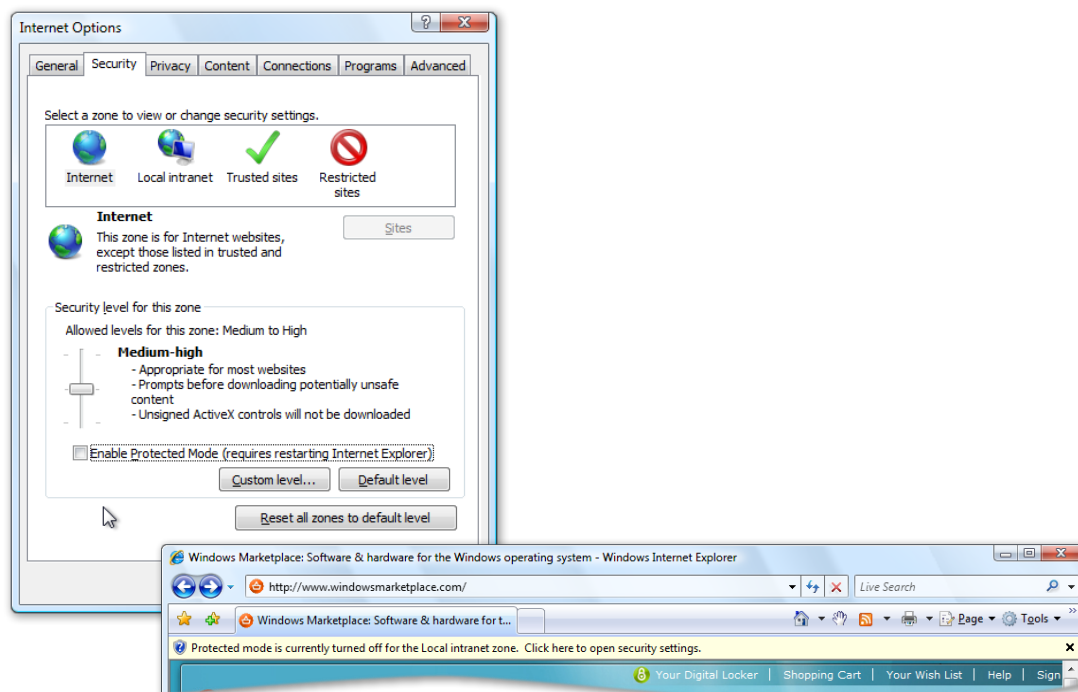 Internet Options
General Security Privacy Content Connections Programs Advanced
Select a zone to view or change security settings.
Internet Local intranet Trusted sites Restricted
sites
Internet
Sites
This zone is for Internet websites,
except those listed in trusted and
restricted zones.
Security level for this zone
Allowed levels for this zone: Medium to High
Medium-high
- Appropriate for most websites
- Prompts before downloading potentially unsafe
content
- Unsigned ActiveX controls will not be downloaded
Enable Protected Mode (requires restarting Internet Explorer)
Custom level... Default level
Reset all zones to default level
Windows Marketplace: Software & hardware for the Windows operating system - Windows Internet Explorer
http://www.windowsmarketplace.com/ Live Search
Windows Marketplace: Software & hardware for t... Page Tools
Protected mode is currently turned off for the Local intranet zone. Click here to open security settings.
Your Digital Locker | Shopping Cart | Your Wish List | Help | Sign